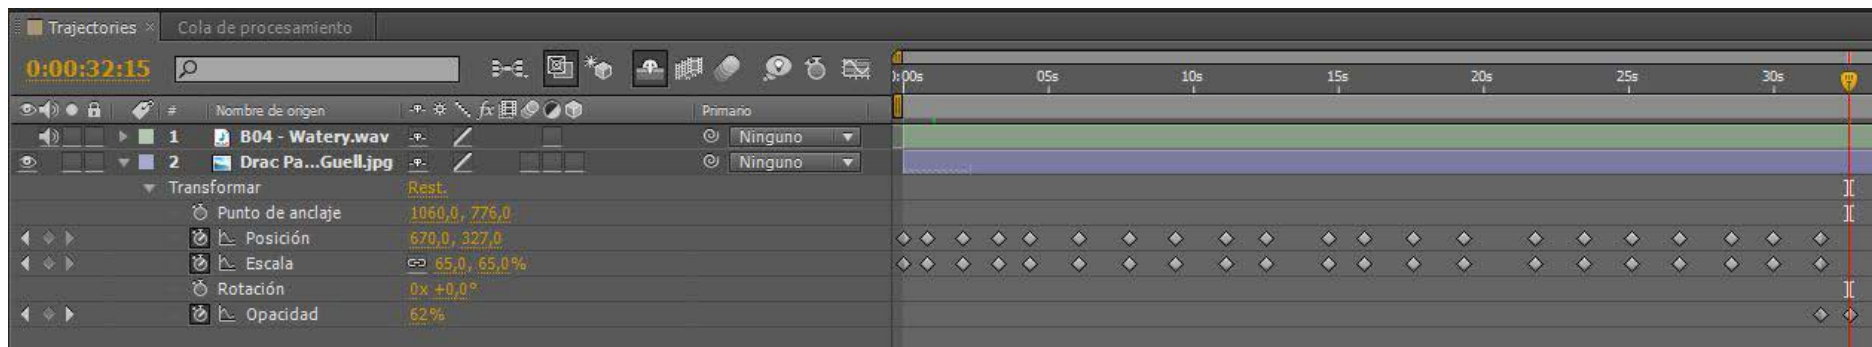 Trajectories × Cola de procesamiento
0:00:32:15
):00s 05s 10s 15s 20s 25s 30s
# Nombre de origen fx Primario
1 B04 - Watery.wav Ninguno
2 Drac Pa...Guell.jpg Ninguno
Transformar Rest.
Punto de anclaje 1060,0, 776,0
Posición 670,0, 327,0
Escala 65,0, 65,0%
Rotación 0x +0,0°
Opacidad 62%